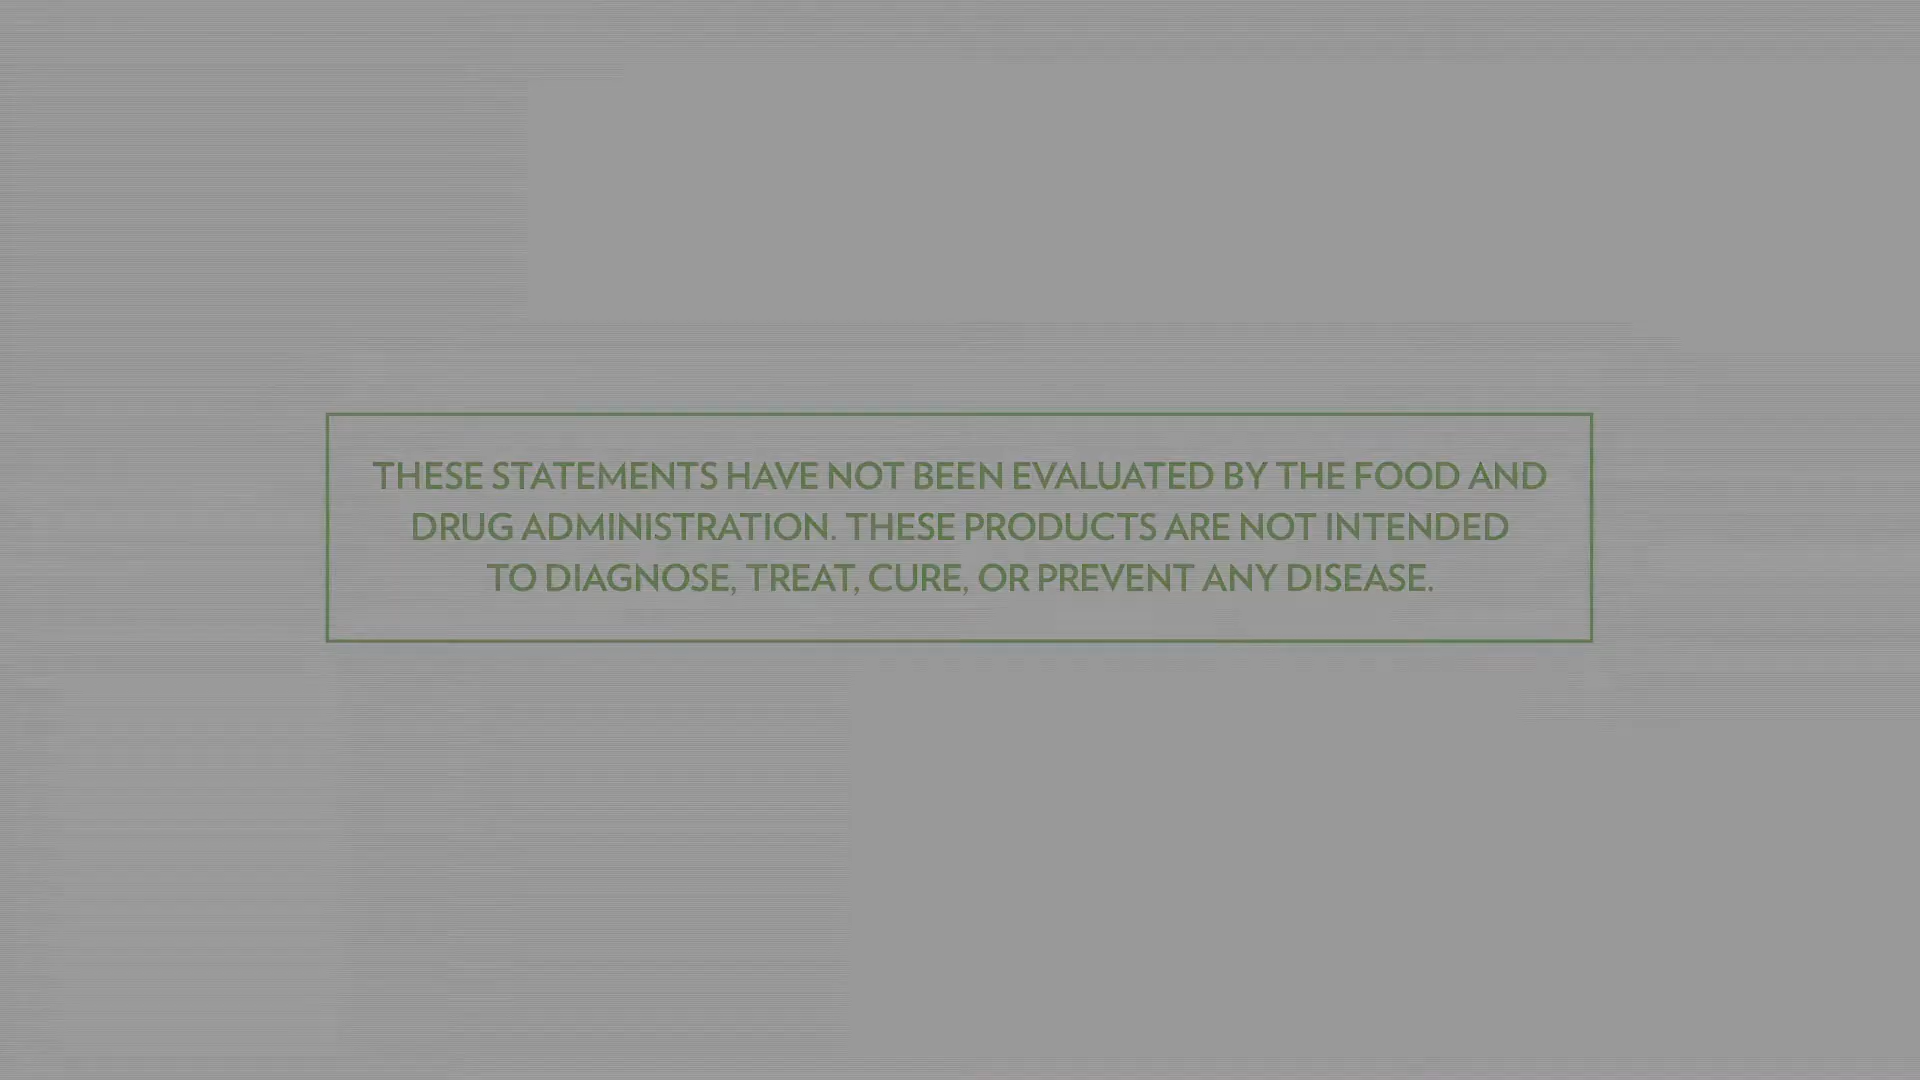 THESE STATEMENTS HAVE NOT BEEN EVALUATED BY THE FOOD AND
DRUG ADMINISTRATION. THESE PRODUCTS ARE NOT INTENDED
TO DIAGNOSE, TREAT, CURE, OR PREVENT ANY DISEASE.